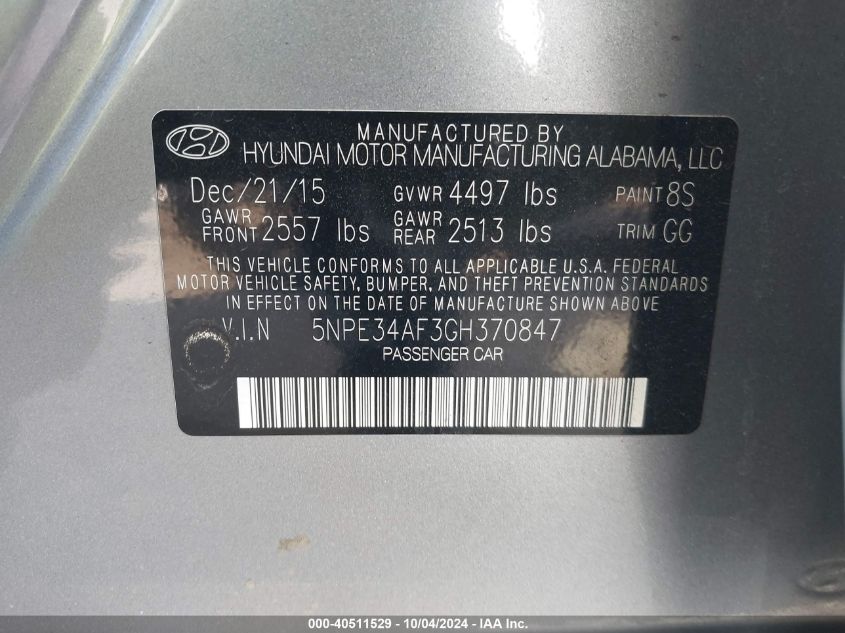 MANUFACTURED BY
HYUNDAI MOTOR MANUFACTURING ALABAMA, LLC
Dec/21/15 GVWR 4497 lbs PAINT 8S
GAWR FRONT 2557 lbs GAWR REAR 2513 lbs TRIM GG
THIS VEHICLE CONFORMS TO ALL APPLICABLE U.S.A. FEDERAL
MOTOR VEHICLE SAFETY, BUMPER, AND THEFT PREVENTION STANDARDS
IN EFFECT ON THE DATE OF MANUFACTURE SHOWN ABOVE
V.I.N 5NPE34AF3GH370847
PASSENGER CAR
000-40511529 - 10/04/2024 - IAA Inc.